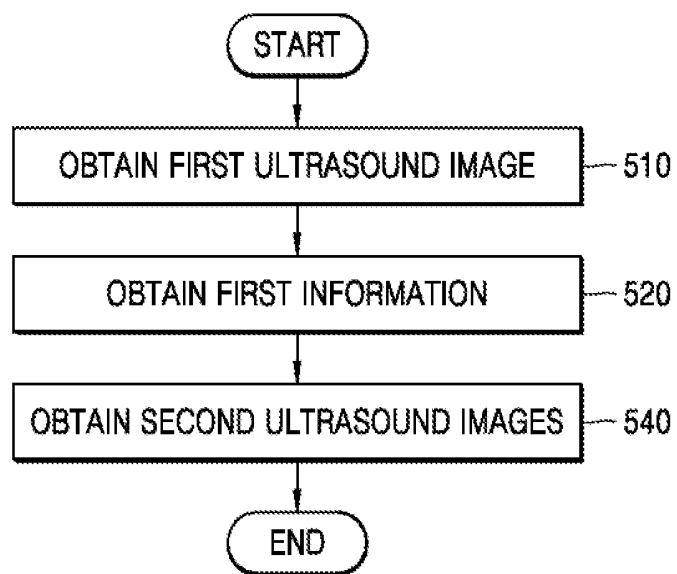 START
OBTAIN FIRST ULTRASOUND IMAGE 510
OBTAIN FIRST INFORMATION 520
OBTAIN SECOND ULTRASOUND IMAGES 540
END